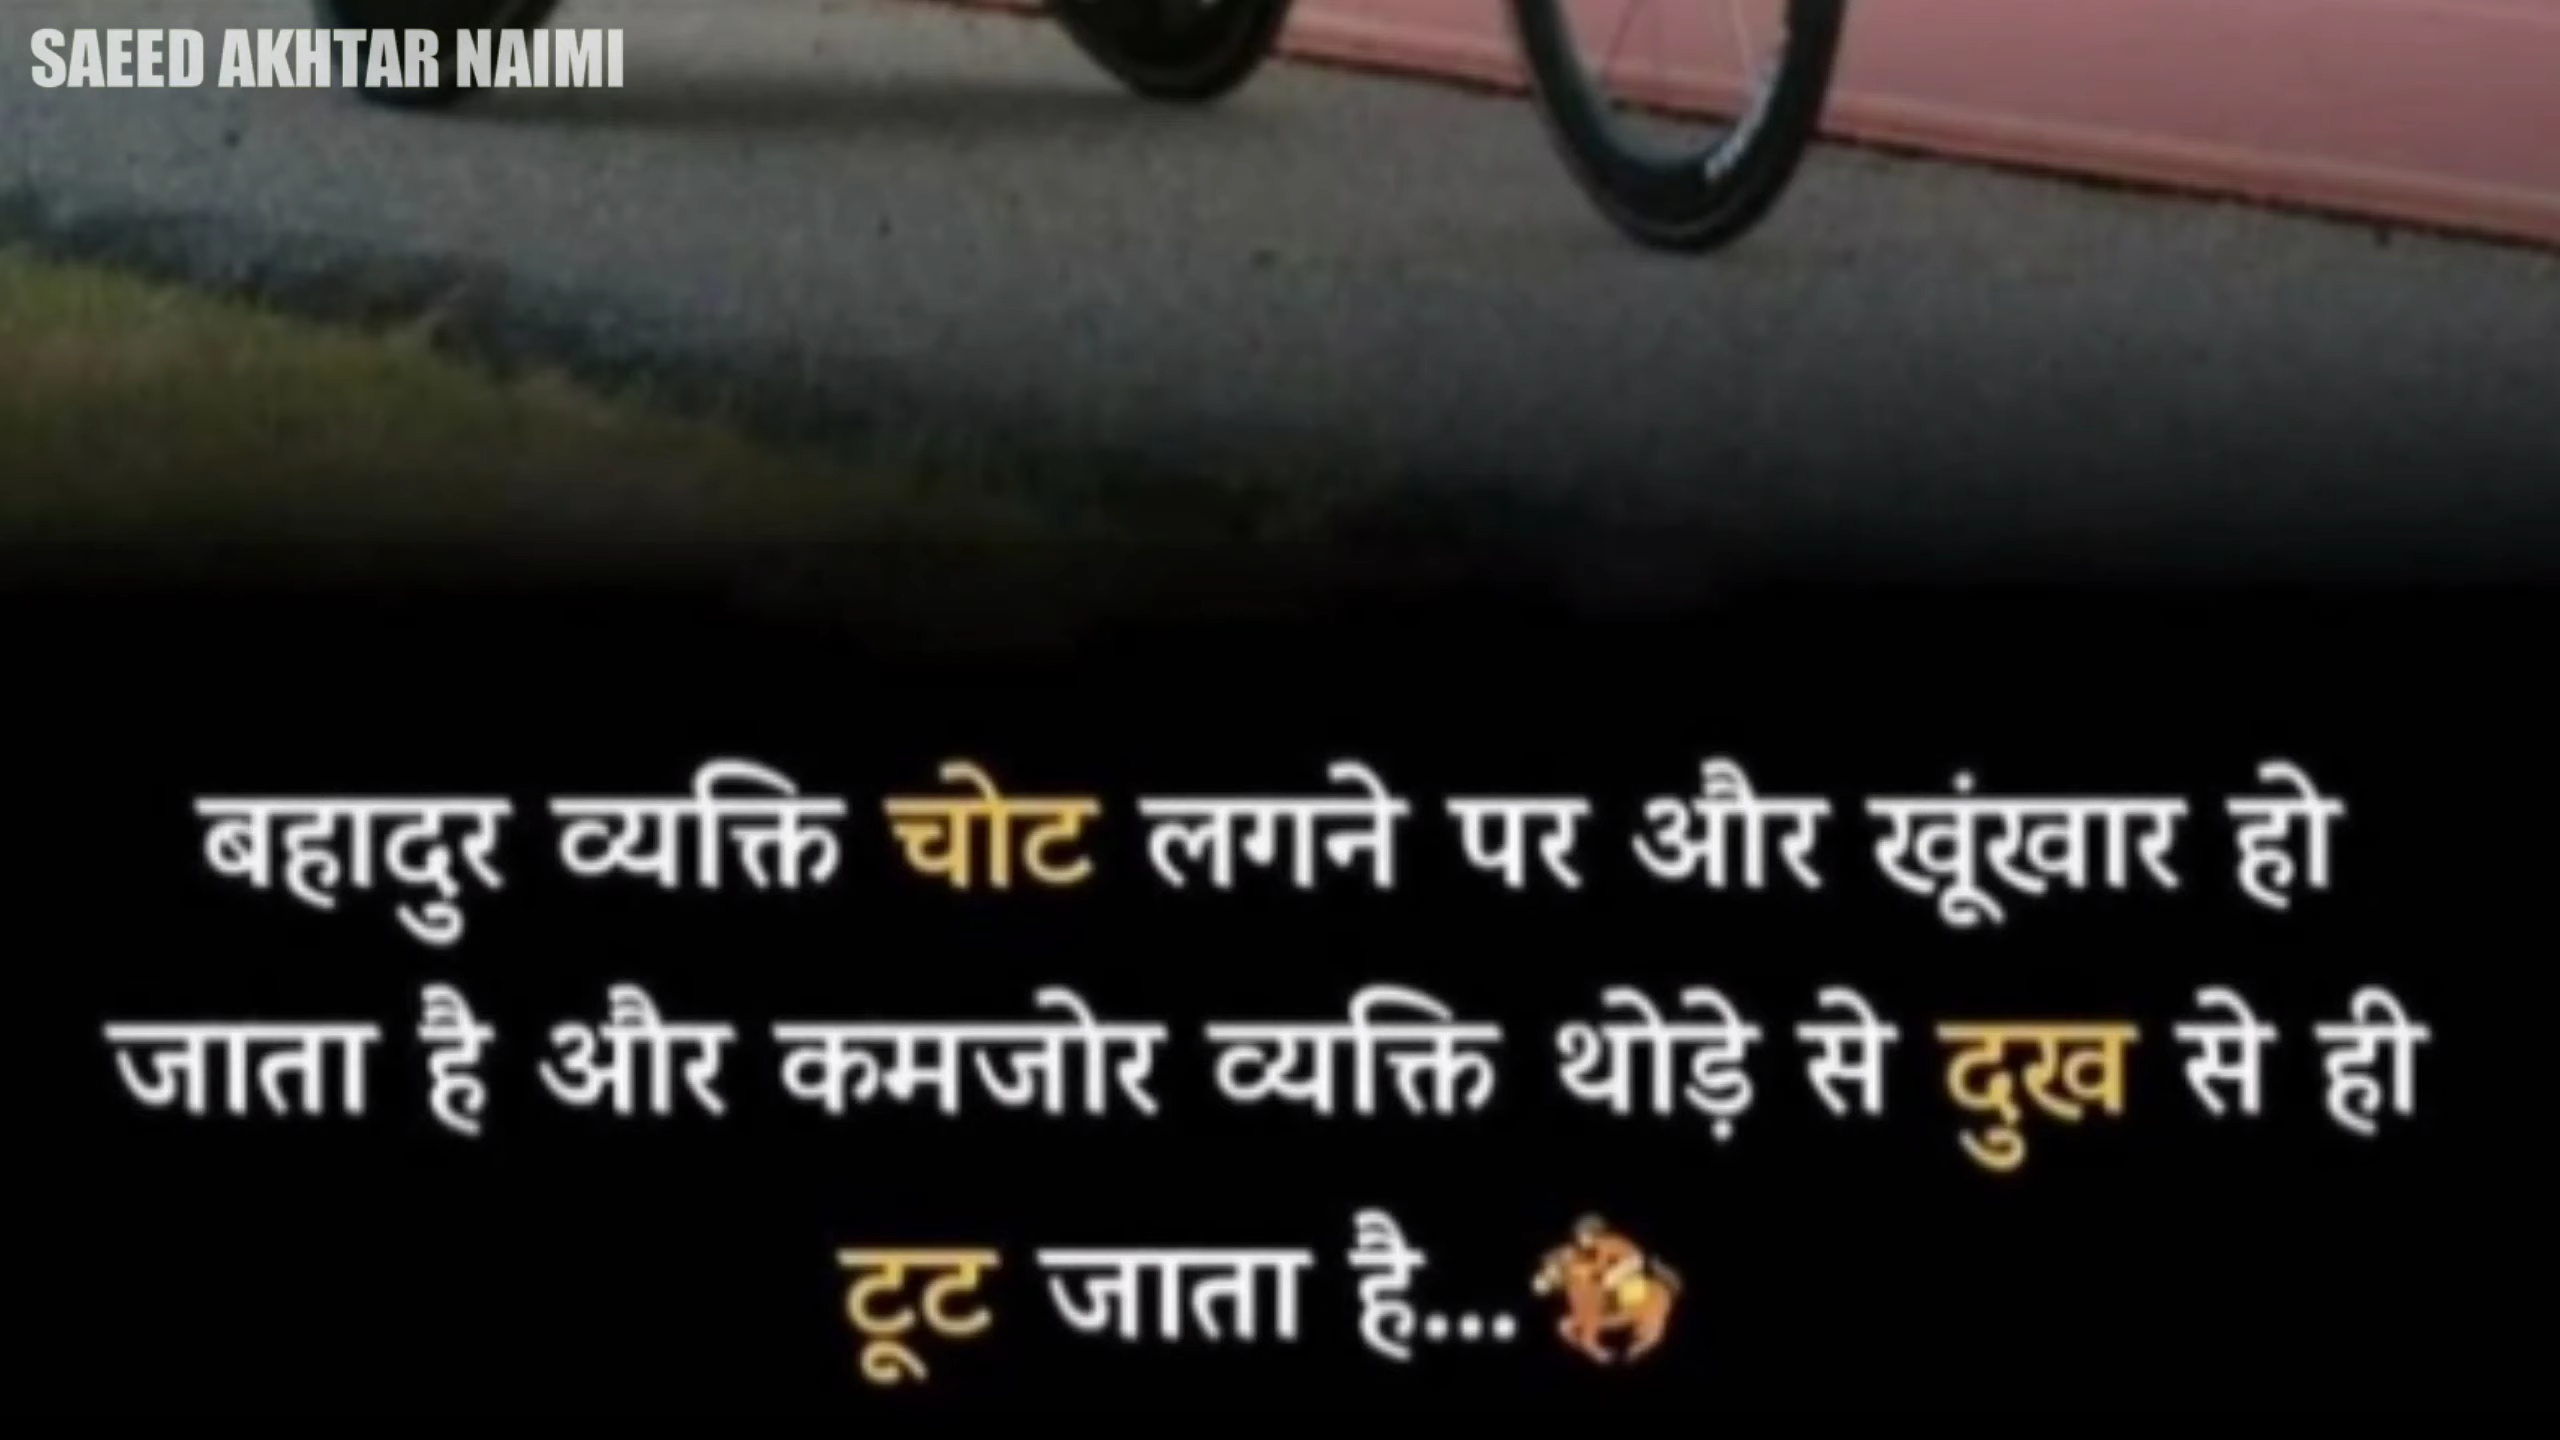 SAEED AKHTAR NAIMI
बहादुर व्यक्ति चोट लगने पर और खूंखार हो
जाता है और कमजोर व्यक्ति थोड़े से दुख से ही
टूट जाता है...🏇